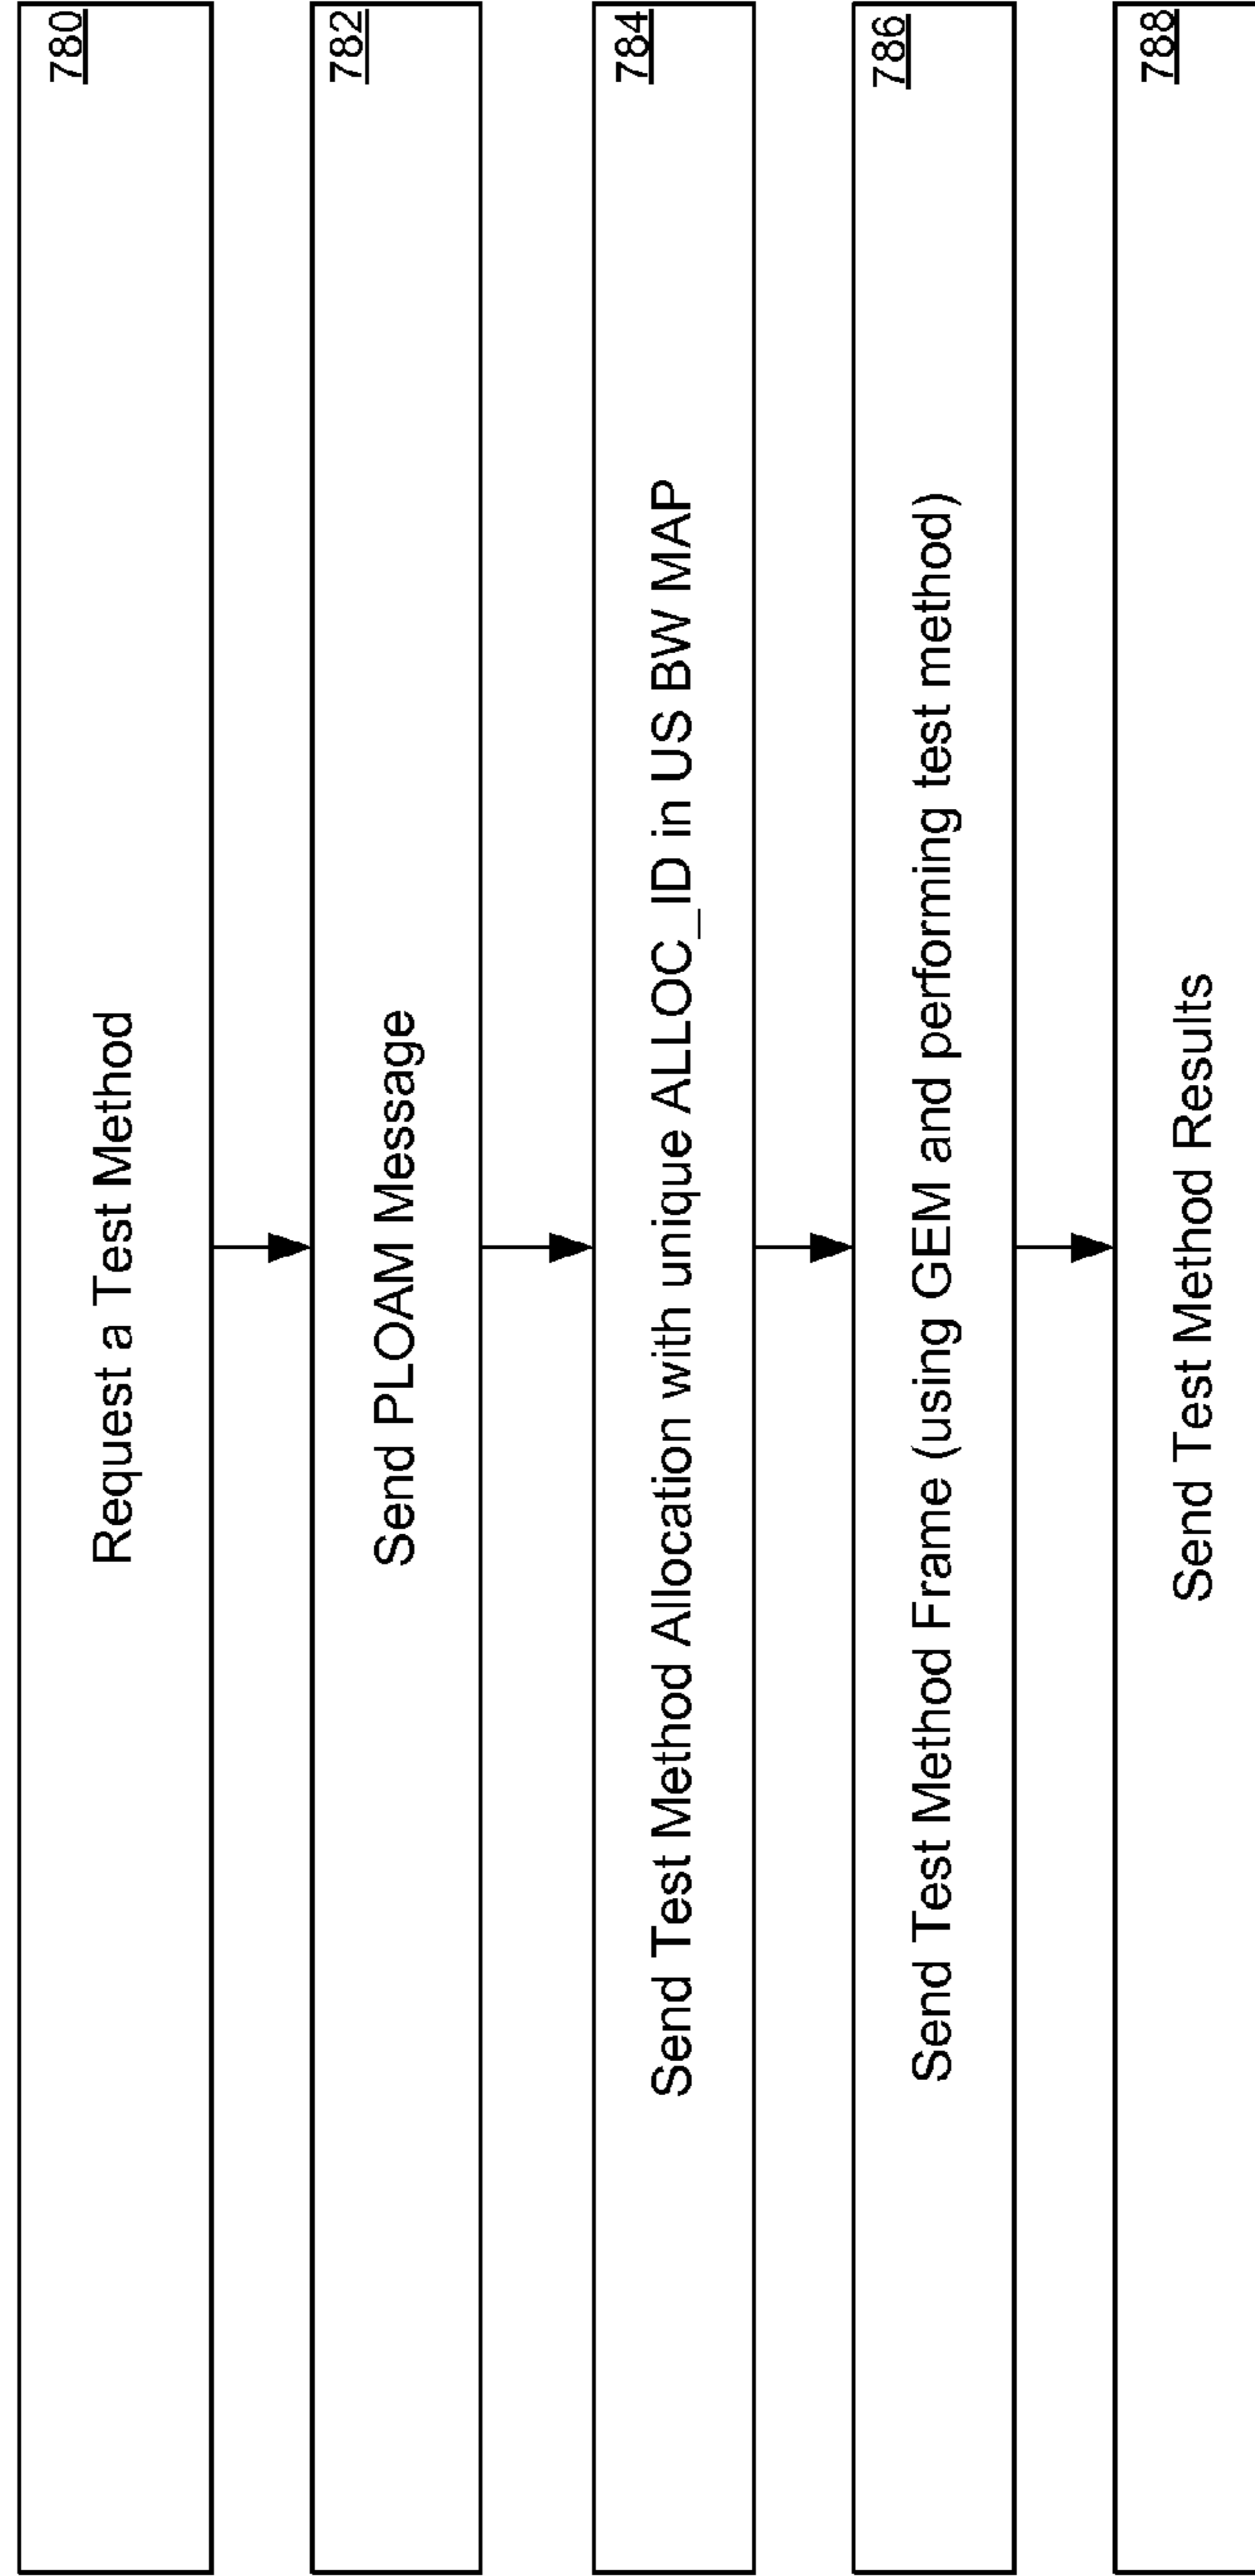 780
Request a Test Method
782
Send PLOAM Message
784
Send Test Method Allocation with unique ALLOC_ID in US BW MAP
786
Send Test Method Frame (using GEM and performing test method)
788
Send Test Method Results